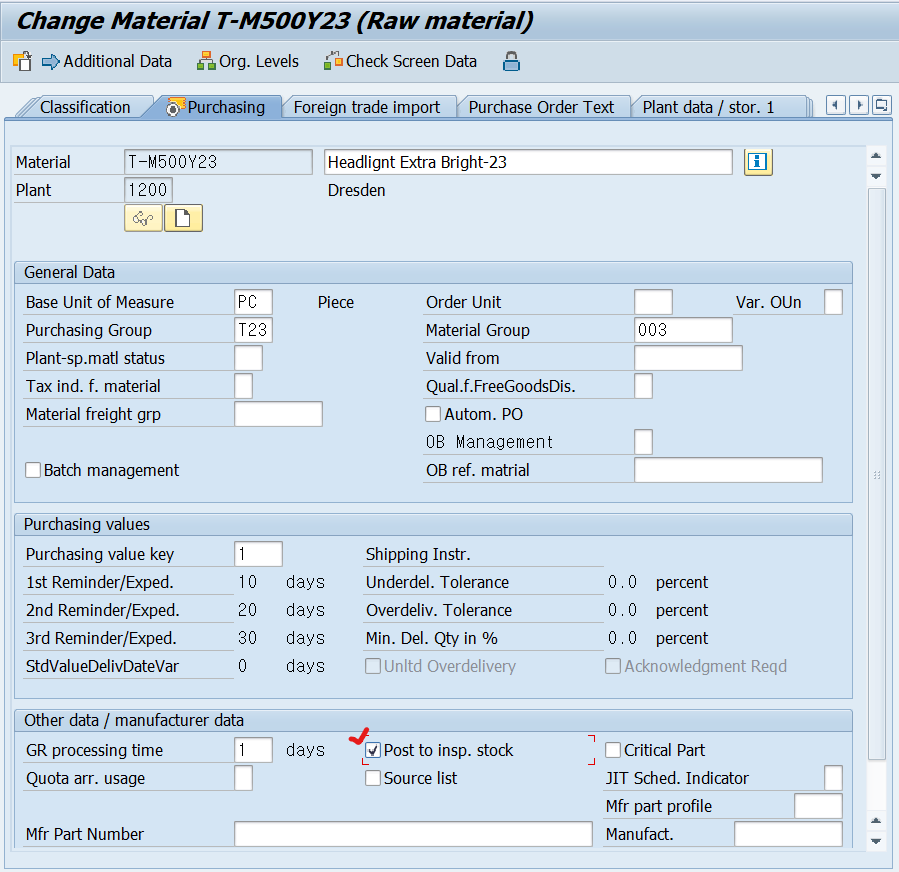 Change Material T-M500Y23 (Raw material)
Additional Data Org. Levels Check Screen Data
Classification Purchasing Foreign trade import Purchase Order Text Plant data / stor. 1
Material T-M500Y23 Headlignt Extra Bright-23
Plant 1200 Dresden
General Data
Base Unit of Measure PC Piece Order Unit Var. OUn
Purchasing Group T23 Material Group 003
Plant-sp.matl status Valid from
Tax ind. f. material Qual.f.FreeGoodsDis.
Material freight grp Autom. PO
OB Management
Batch management OB ref. matrial
Purchasing values
Purchasing value key 1 Shipping Instr.
1st Reminder/Exped. 10 days Underdel. Tolerance 0.0 percent
2nd Reminder/Exped. 20 days Overdeliv. Tolerance 0.0 percent
3rd Reminder/Exped. 30 days Min. Del. Qty in % 0.0 percent
StdValueDelivDateVar 0 days Unltd Overdelivery Acknowledgment Reqd
Other data / manufacturer data
GR processing time 1 days Post to insp. stock Critical Part
Quota arr. usage Source list JIT Sched. Indicator
Mfr part profile
Mfr Part Number Manufact.